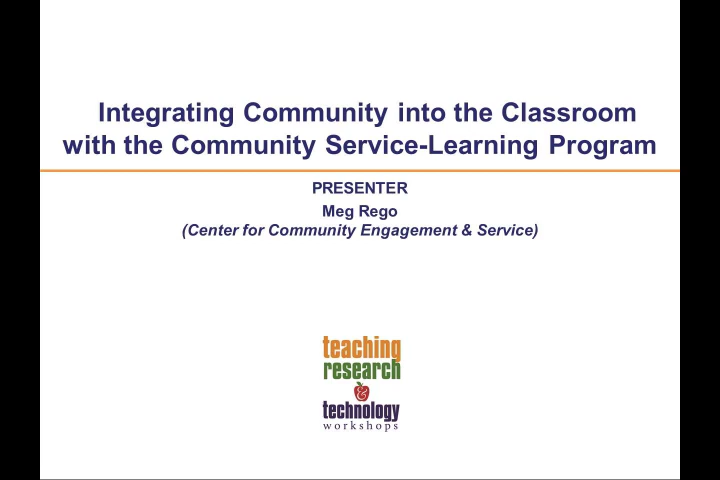 Integrating Community into the Classroom
with the Community Service-Learning Program
PRESENTER
Meg Rego
(Center for Community Engagement & Service)
teaching
research
&
technology
workshops